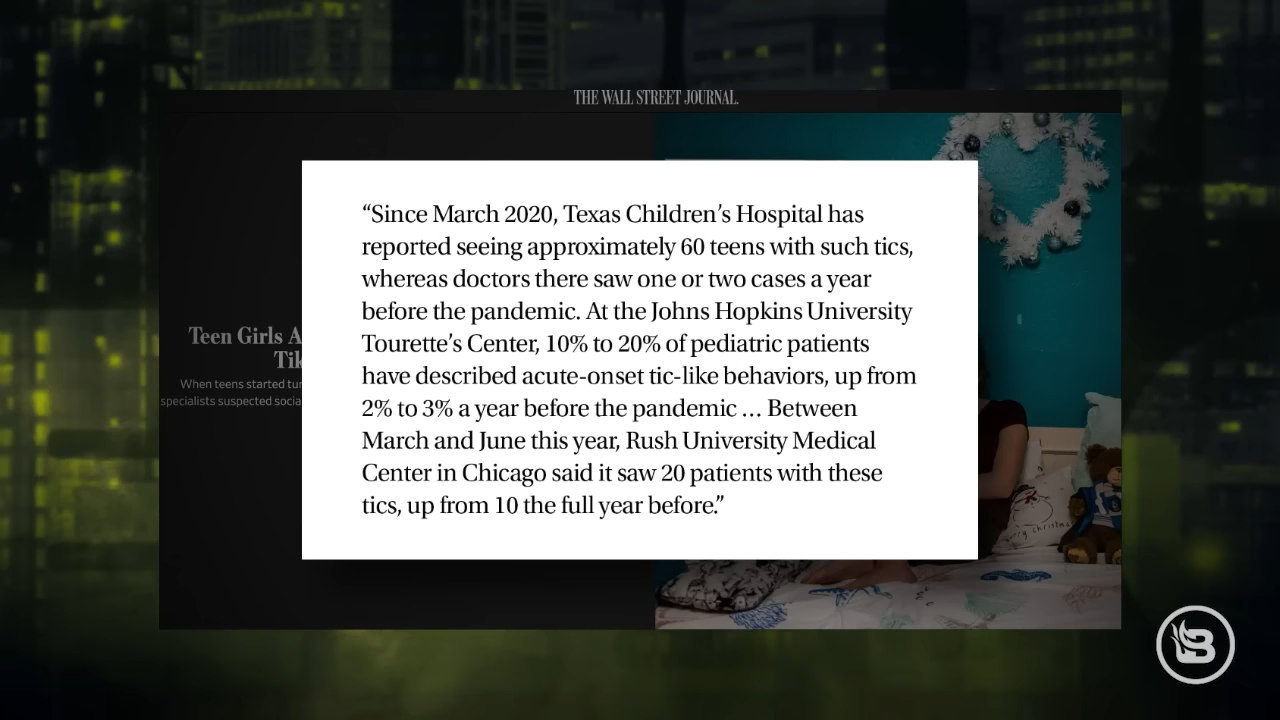 THE WALL STREET JOURNAL.
Teen Girls A
Tik
When teens started tur
specialists suspected socia
“Since March 2020, Texas Children’s Hospital has
reported seeing approximately 60 teens with such tics,
whereas doctors there saw one or two cases a year
before the pandemic. At the Johns Hopkins University
Tourette’s Center, 10% to 20% of pediatric patients
have described acute-onset tic-like behaviors, up from
2% to 3% a year before the pandemic … Between
March and June this year, Rush University Medical
Center in Chicago said it saw 20 patients with these
tics, up from 10 the full year before.”
erry christm
B